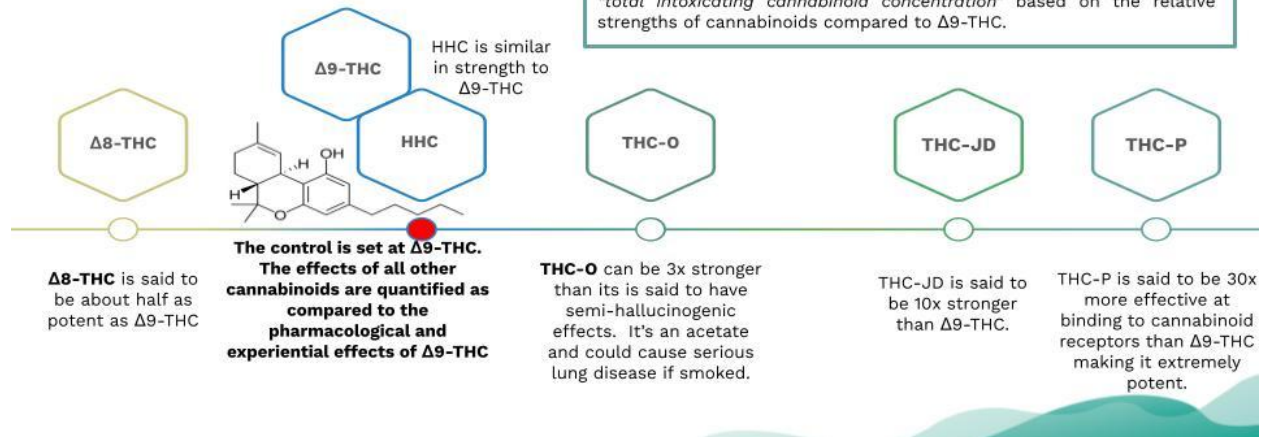 "total intoxicating cannabinoid concentration" based on the relative
strengths of cannabinoids compared to Δ9-THC.
Δ9-THC
HHC is similar
in strength to
Δ9-THC
Δ8-THC
HHC
THC-O
THC-JD
THC-P
OH
H
H
O
Δ8-THC is said to
be about half as
potent as Δ9-THC
The control is set at Δ9-THC.
The effects of all other
cannabinoids are quantified as
compared to the
pharmacological and
experiential effects of Δ9-THC
THC-O can be 3x stronger
than its is said to have
semi-hallucinogenic
effects. It's an acetate
and could cause serious
lung disease if smoked.
THC-JD is said to
be 10x stronger
than Δ9-THC.
THC-P is said to be 30x
more effective at
binding to cannabinoid
receptors than Δ9-THC
making it extremely
potent.